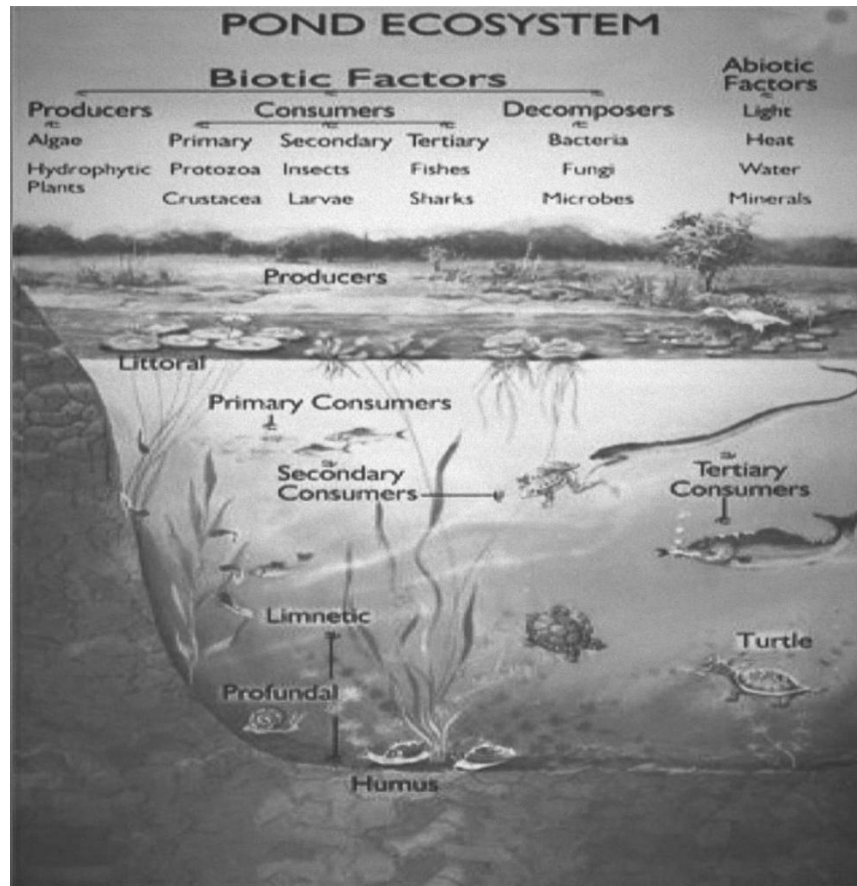 POND ECOSYSTEM
Biotic Factors
Abiotic
Factors
Producers Consumers Decomposers
Light
Algae Primary Secondary Tertiary Bacteria Heat
Hydrophytic
Plants
Protozoa Insects Fishes Fungi Water
Crustacea Larvae Sharks Microbes Minerals
Producers
Littoral
Primary Consumers
Secondary
Consumers
Tertiary
Consumers
Limnetic
Turtle
Profundal
Humus